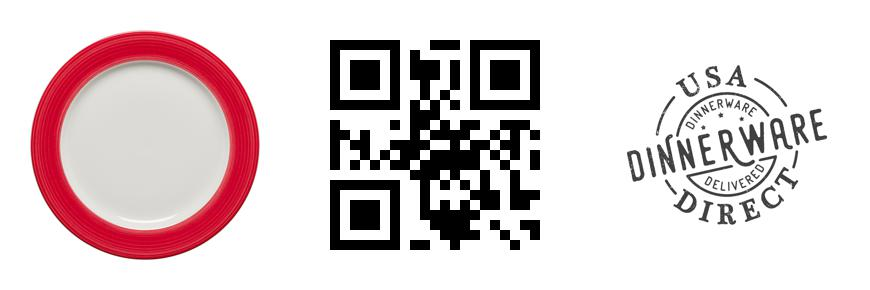 USA
DINNERWARE
DINNERWARE
DELIVERED
DIRECT